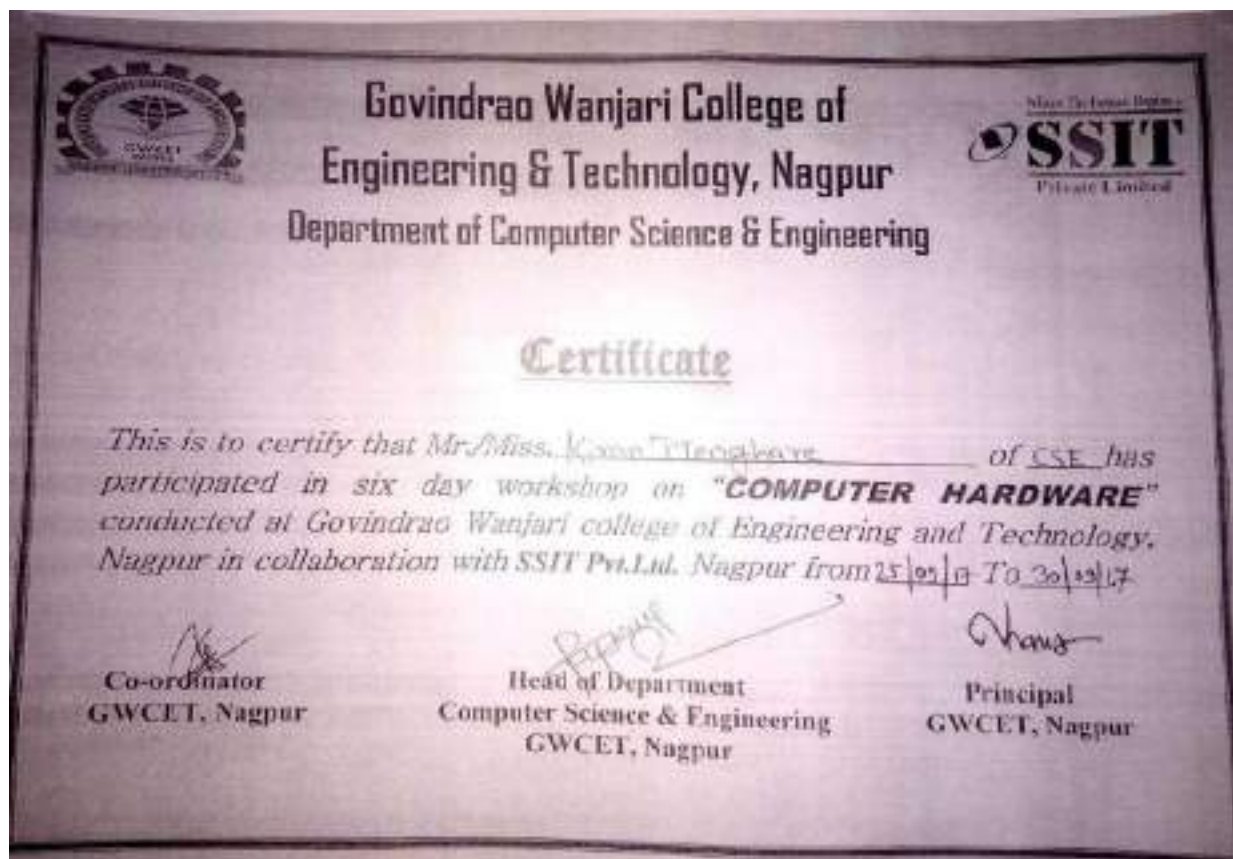 Govindrao Wanjari College of
Engineering & Technology, Nagpur
Department of Computer Science & Engineering
GWCET
SSIT
Private Limited
Certificate
This is to certify that Mr./Miss. of CSE has
participated in six day workshop on "COMPUTER HARDWARE"
conducted at Govindrao Wanjari college of Engineering and Technology,
Nagpur in collaboration with SSIT Pvt.Ltd. Nagpur from 25/09/17 To 30/09/17
Co-ordinator
GWCET, Nagpur
Head of Department
Computer Science & Engineering
GWCET, Nagpur
Principal
GWCET, Nagpur